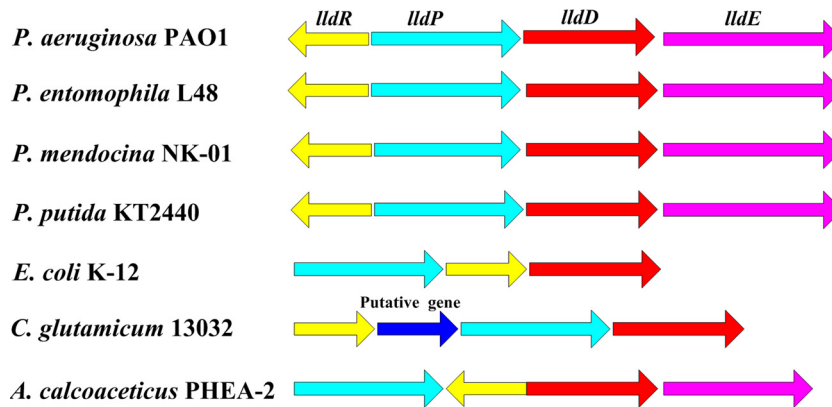 lldR lldP lldD lldE
P. aeruginosa PAO1
P. entomophila L48
P. mendocina NK-01
P. putida KT2440
E. coli K-12
Putative gene
C. glutamicum 13032
A. calcoaceticus PHEA-2